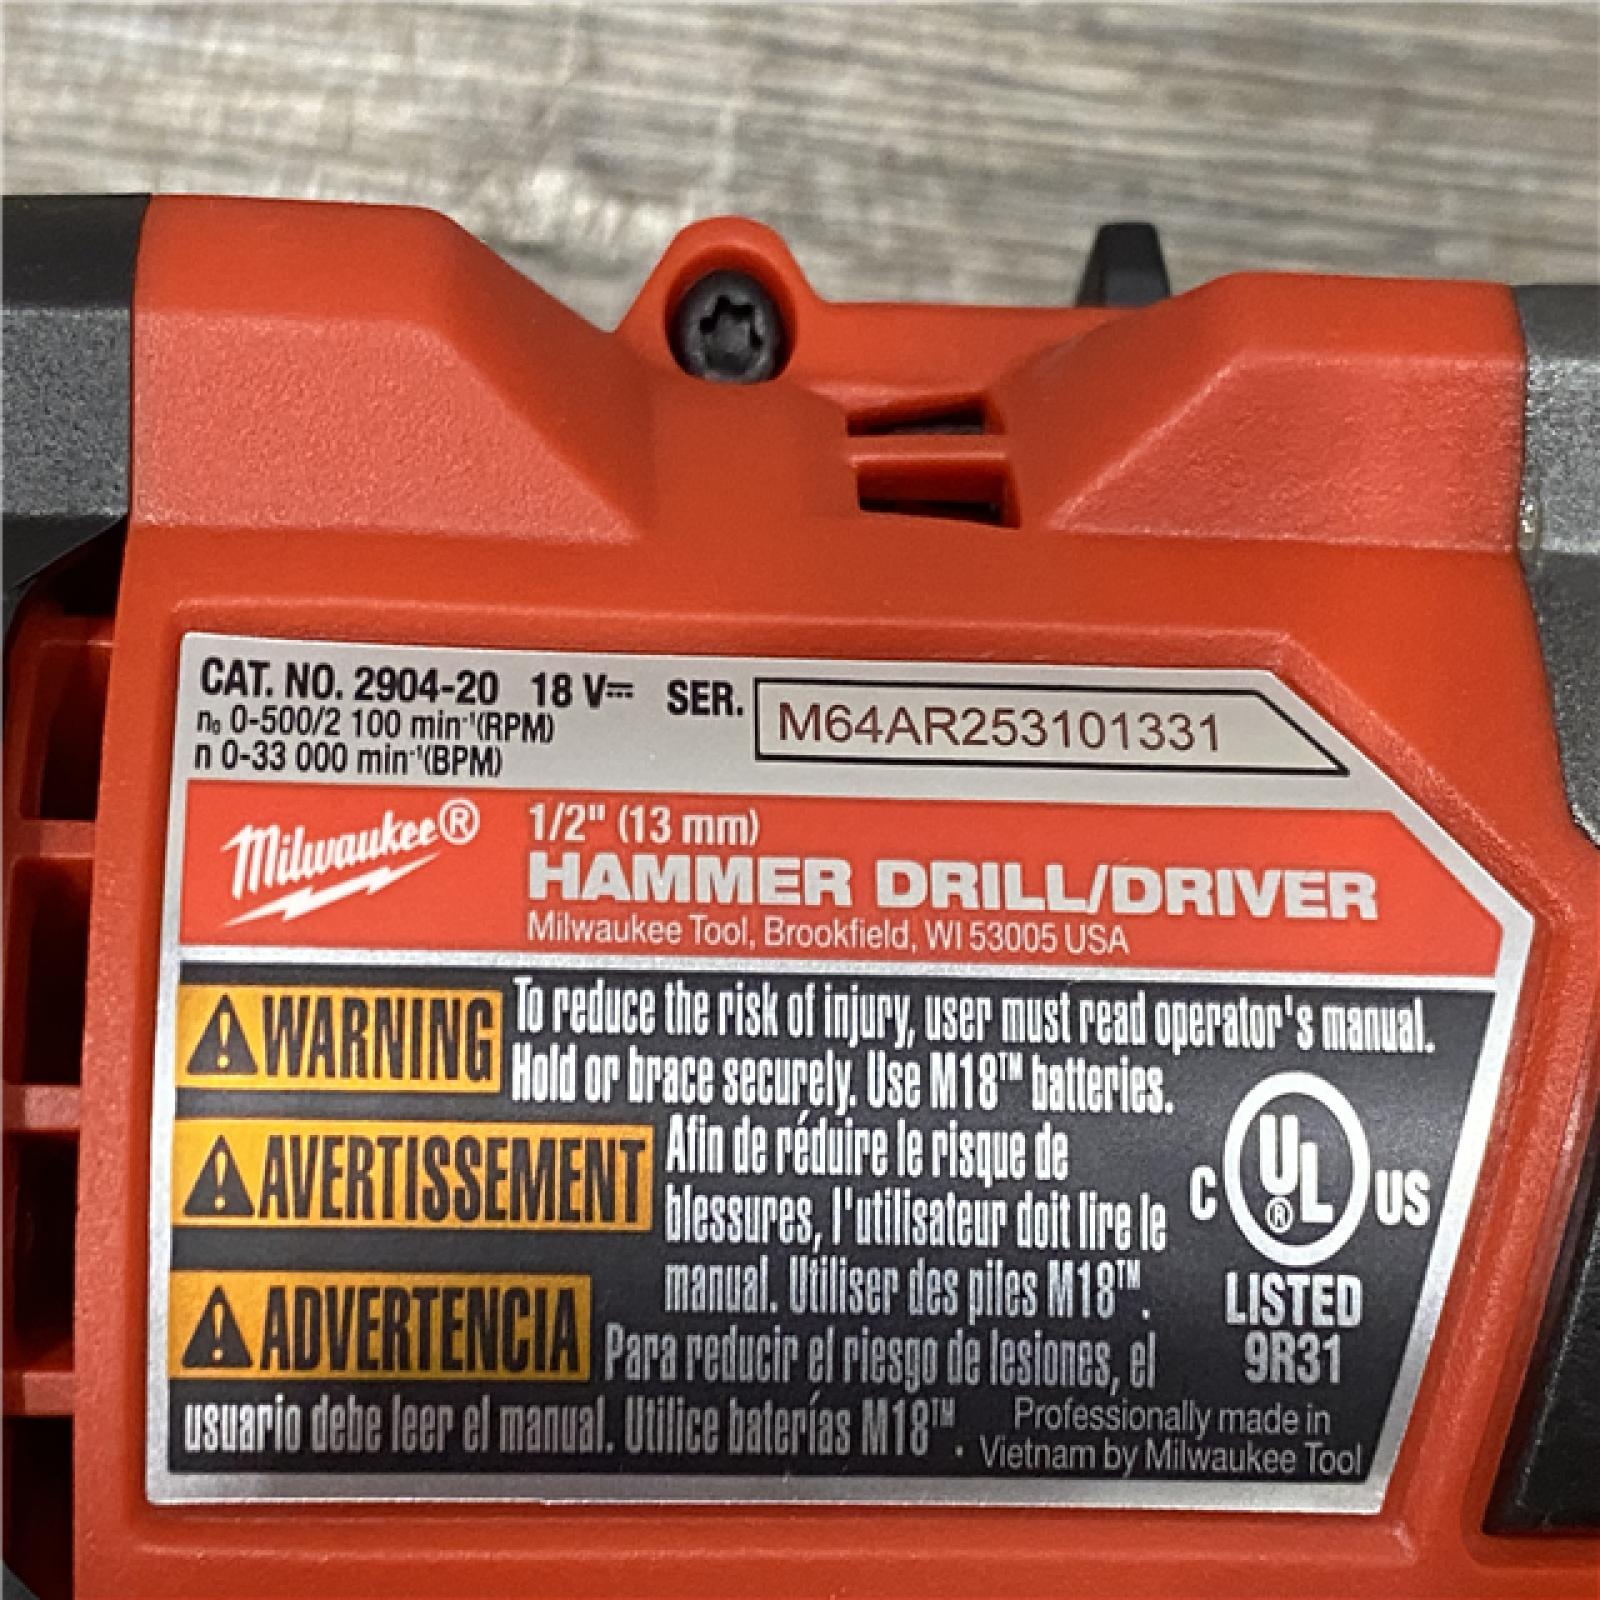 CAT. NO. 2904-20 18 V⎓ SER. M64AR253101331
n₀ 0-500/2 100 min⁻¹(RPM)
n 0-33 000 min⁻¹(BPM)
Milwaukee®
1/2" (13 mm)
HAMMER DRILL/DRIVER
Milwaukee Tool, Brookfield, WI 53005 USA
⚠WARNING To reduce the risk of injury, user must read operator's manual.
Hold or brace securely. Use M18™ batteries.
⚠AVERTISSEMENT Afin de réduire le risque de
blessures, l'utilisateur doit lire le
manual. Utiliser des piles M18™.
⚠ADVERTENCIA Para reducir el riesgo de lesiones, el
usuario debe leer el manual. Utilice baterías M18™.
C UL® US
LISTED
9R31
Professionally made in
Vietnam by Milwaukee Tool